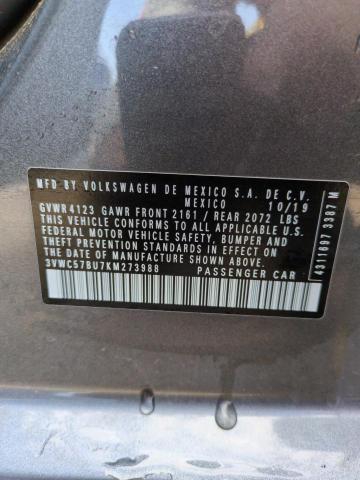 MFD BY VOLKSWAGEN DE MEXICO S.A. DE C.V.
MEXICO 10/19
GVWR 4123 GAWR FRONT 2161 / REAR 2072 LBS
THIS VEHICLE CONFORMS TO ALL APPLICABLE U.S.
FEDERAL MOTOR VEHICLE SAFETY, BUMPER AND
THEFT PREVENTION STANDARDS IN EFFECT ON
THE DATE OF MANUFACTURE SHOWN ABOVE.
3VWC57BU7KM273988 PASSENGER CAR
4311697 3387 M